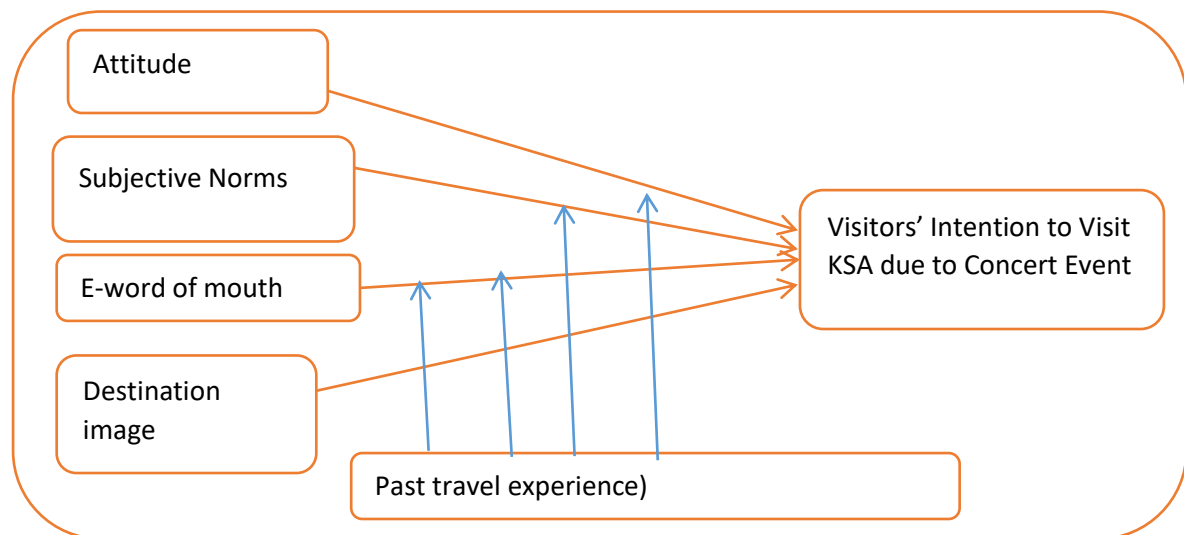 Attitude
Subjective Norms
E-word of mouth
Destination
image
Visitors’ Intention to Visit
KSA due to Concert Event
Past travel experience)